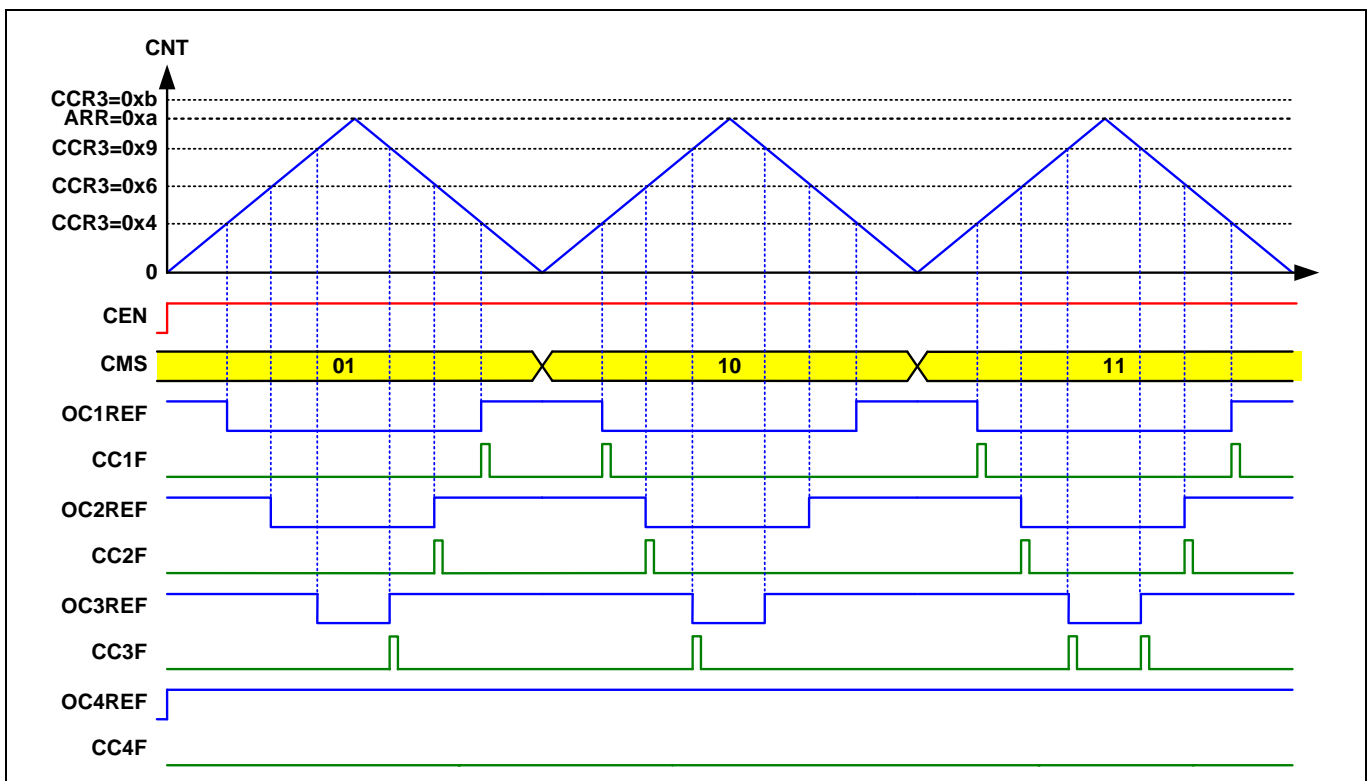 CNT
CCR3=0xb
ARR=0xa
CCR3=0x9
CCR3=0x6
CCR3=0x4
0
CEN
CMS 01 10 11
OC1REF
CC1F
OC2REF
CC2F
OC3REF
CC3F
OC4REF
CC4F